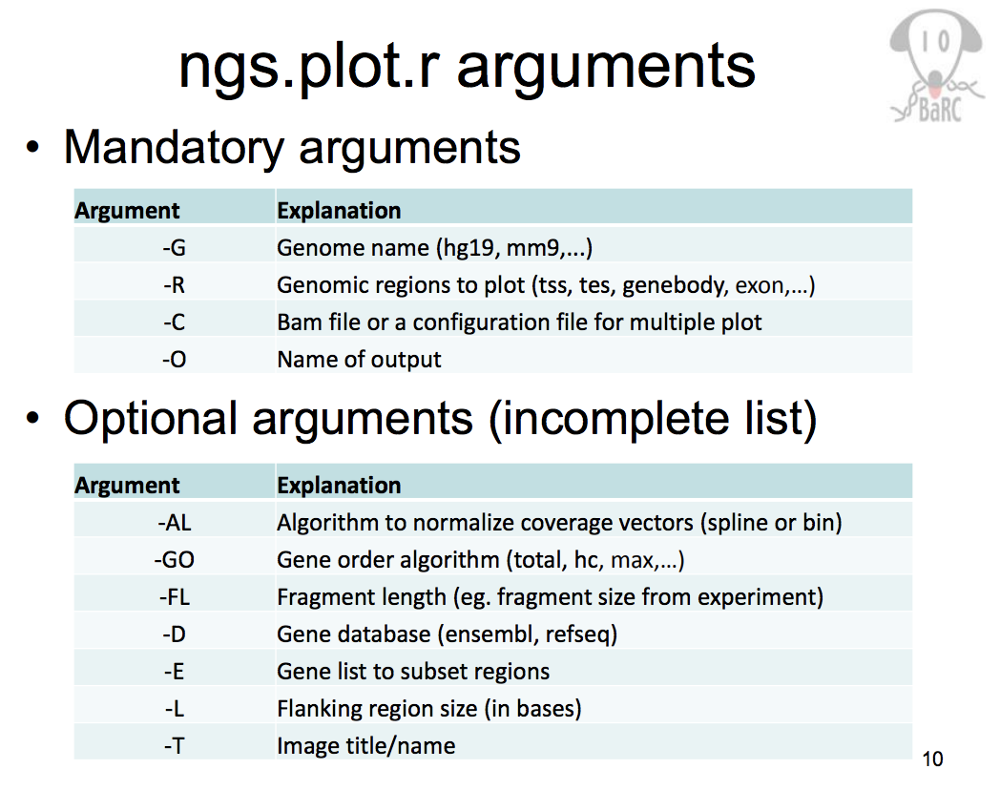 ngs.plot.r arguments
10
BaRC
• Mandatory arguments
Argument Explanation
-G Genome name (hg19, mm9,...)
-R Genomic regions to plot (tss, tes, genebody, exon,...)
-C Bam file or a configuration file for multiple plot
-O Name of output
• Optional arguments (incomplete list)
Argument Explanation
-AL Algorithm to normalize coverage vectors (spline or bin)
-GO Gene order algorithm (total, hc, max,...)
-FL Fragment length (eg. fragment size from experiment)
-D Gene database (ensembl, refseq)
-E Gene list to subset regions
-L Flanking region size (in bases)
-T Image title/name
10